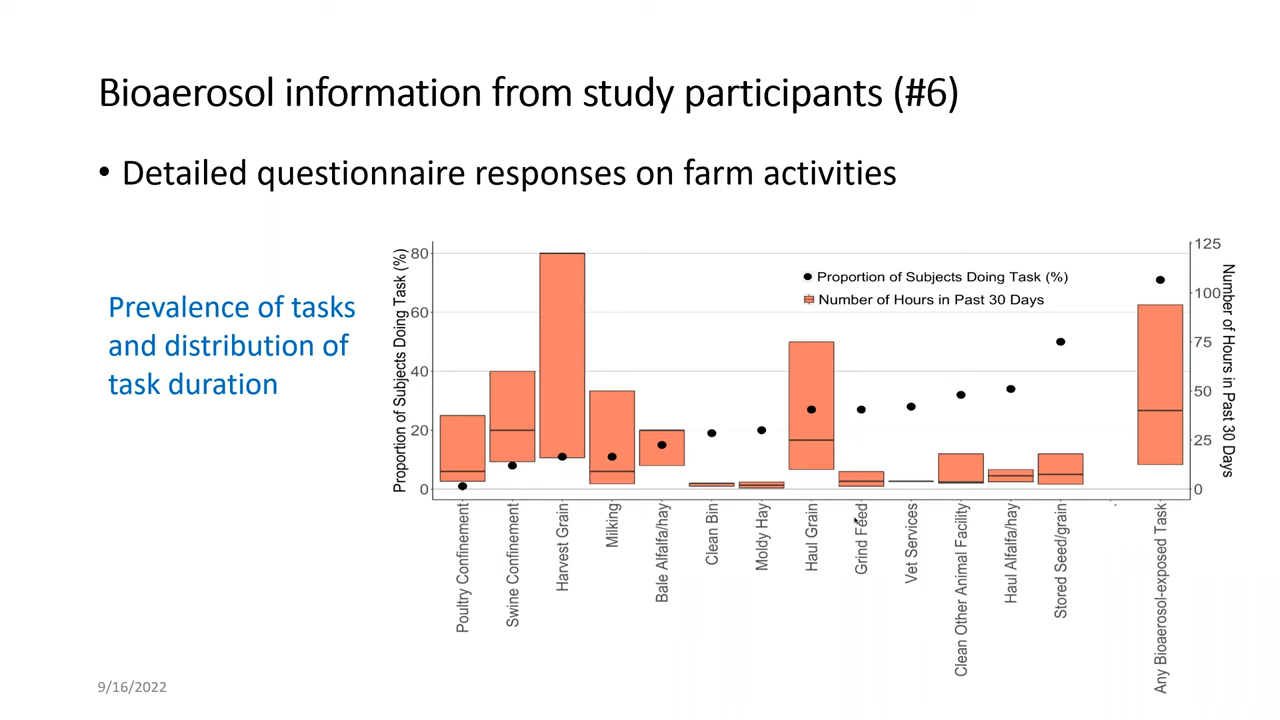 Bioaerosol information from study participants (#6)
• Detailed questionnaire responses on farm activities
Prevalence of tasks
and distribution of
task duration
Proportion of Subjects Doing Task (%)
80
60
40
20
0
Proportion of Subjects Doing Task (%)
Number of Hours in Past 30 Days
125
100
75
50
25
0
Number of Hours in Past 30 Days
Poultry Confinement
Swine Confinement
Harvest Grain
Milking
Bale Alfalfa/hay
Clean Bin
Moldy Hay
Haul Grain
Grind Feed
Vet Services
Clean Other Animal Facility
Haul Alfalfa/hay
Stored Seed/grain
.
Any Bioaerosol-exposed Task
9/16/2022